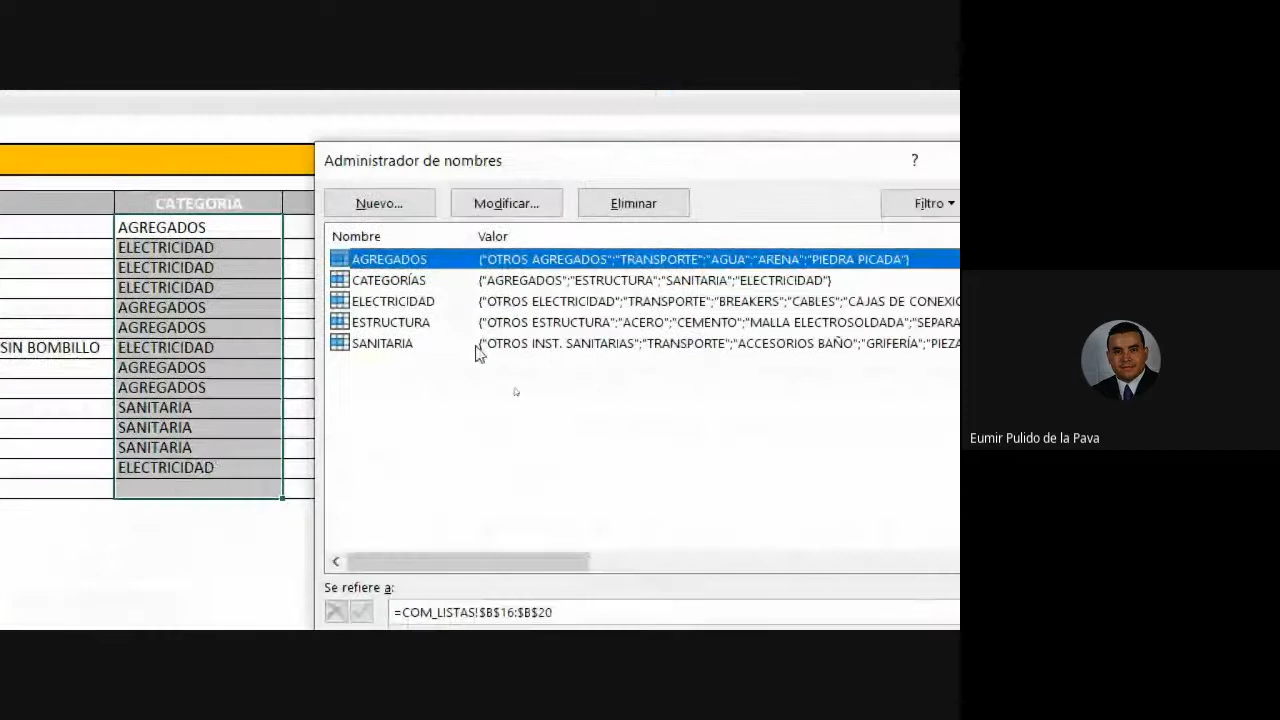 Administrador de nombres
?
Nuevo...
Modificar...
Eliminar
Filtro
CATEGORIA
AGREGADOS
ELECTRICIDAD
ELECTRICIDAD
ELECTRICIDAD
AGREGADOS
AGREGADOS
SIN BOMBILLO ELECTRICIDAD
AGREGADOS
AGREGADOS
SANITARIA
SANITARIA
SANITARIA
ELECTRICIDAD
Nombre Valor
AGREGADOS {"OTROS AGREGADOS";"TRANSPORTE";"AGUA";"ARENA";"PIEDRA PICADA"}
CATEGORÍAS {"AGREGADOS";"ESTRUCTURA";"SANITARIA";"ELECTRICIDAD"}
ELECTRICIDAD {"OTROS ELECTRICIDAD";"TRANSPORTE";"BREAKERS";"CABLES";"CAJAS DE CONEXIO
ESTRUCTURA {"OTROS ESTRUCTURA";"ACERO";"CEMENTO";"MALLA ELECTROSOLDADA";"SEPARA
SANITARIA {"OTROS INST. SANITARIAS";"TRANSPORTE";"ACCESORIOS BAÑO";"GRIFERÍA";"PIEZA
Se refiere a:
=COM_LISTAS!$B$16:$B$20
Eumir Pulido de la Pava